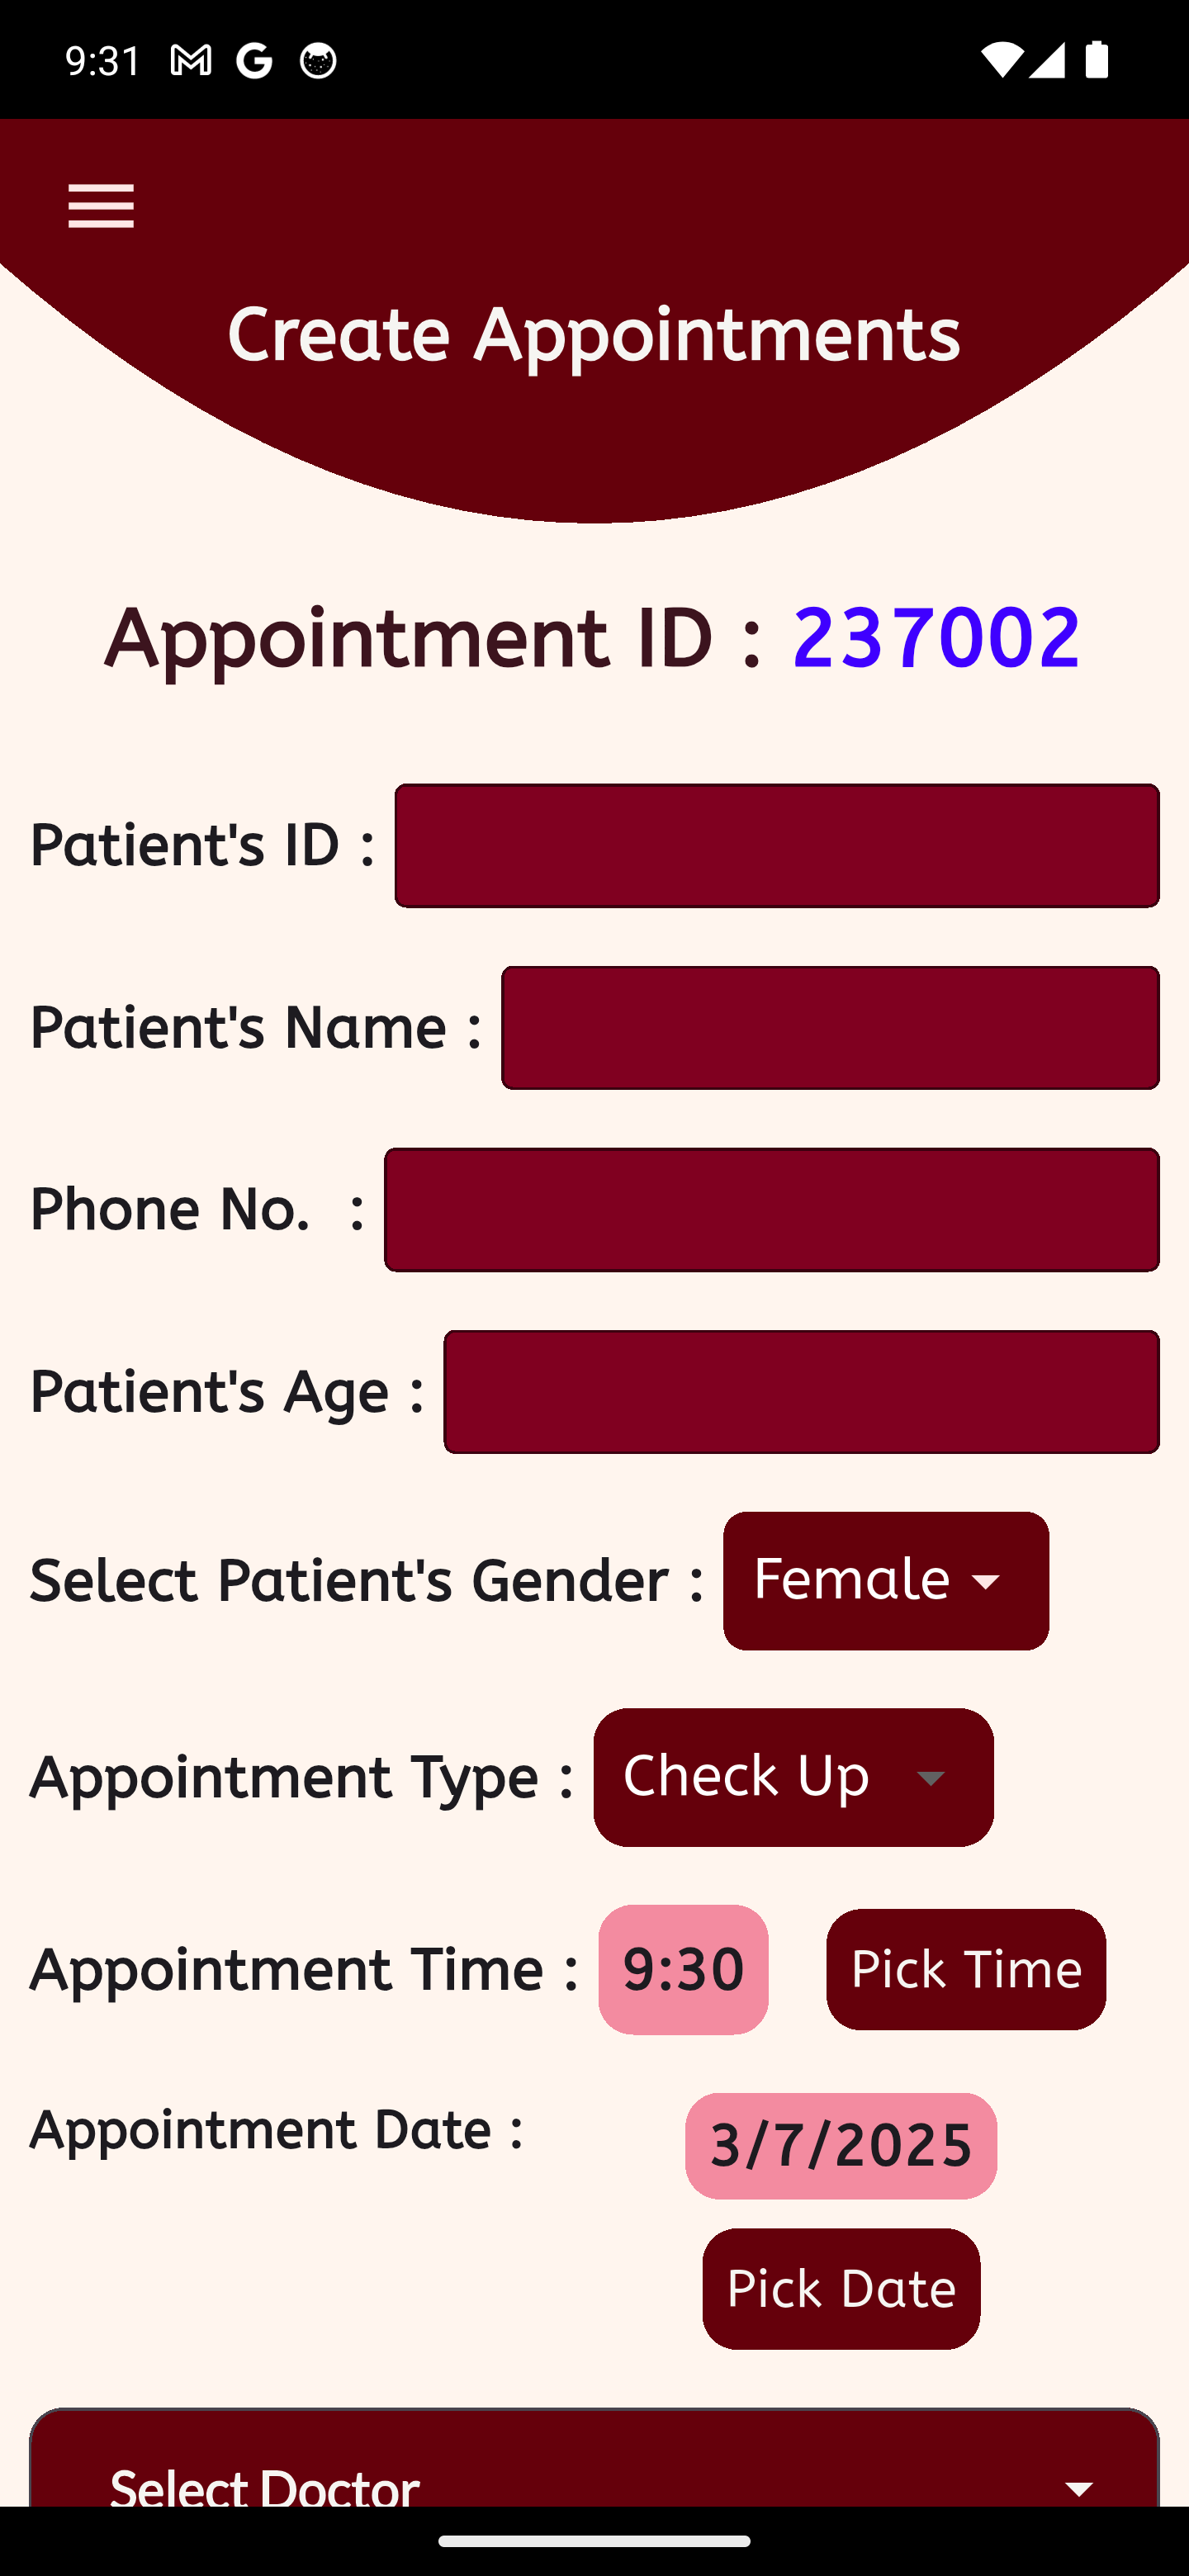 9:31
Create Appointments
Appointment ID : 237002
Patient's ID :
Patient's Name :
Phone No.  :
Patient's Age :
Select Patient's Gender : Female
Appointment Type : Check Up
Appointment Time : 9:30 Pick Time
Appointment Date : 3/7/2025
Pick Date
Select Doctor